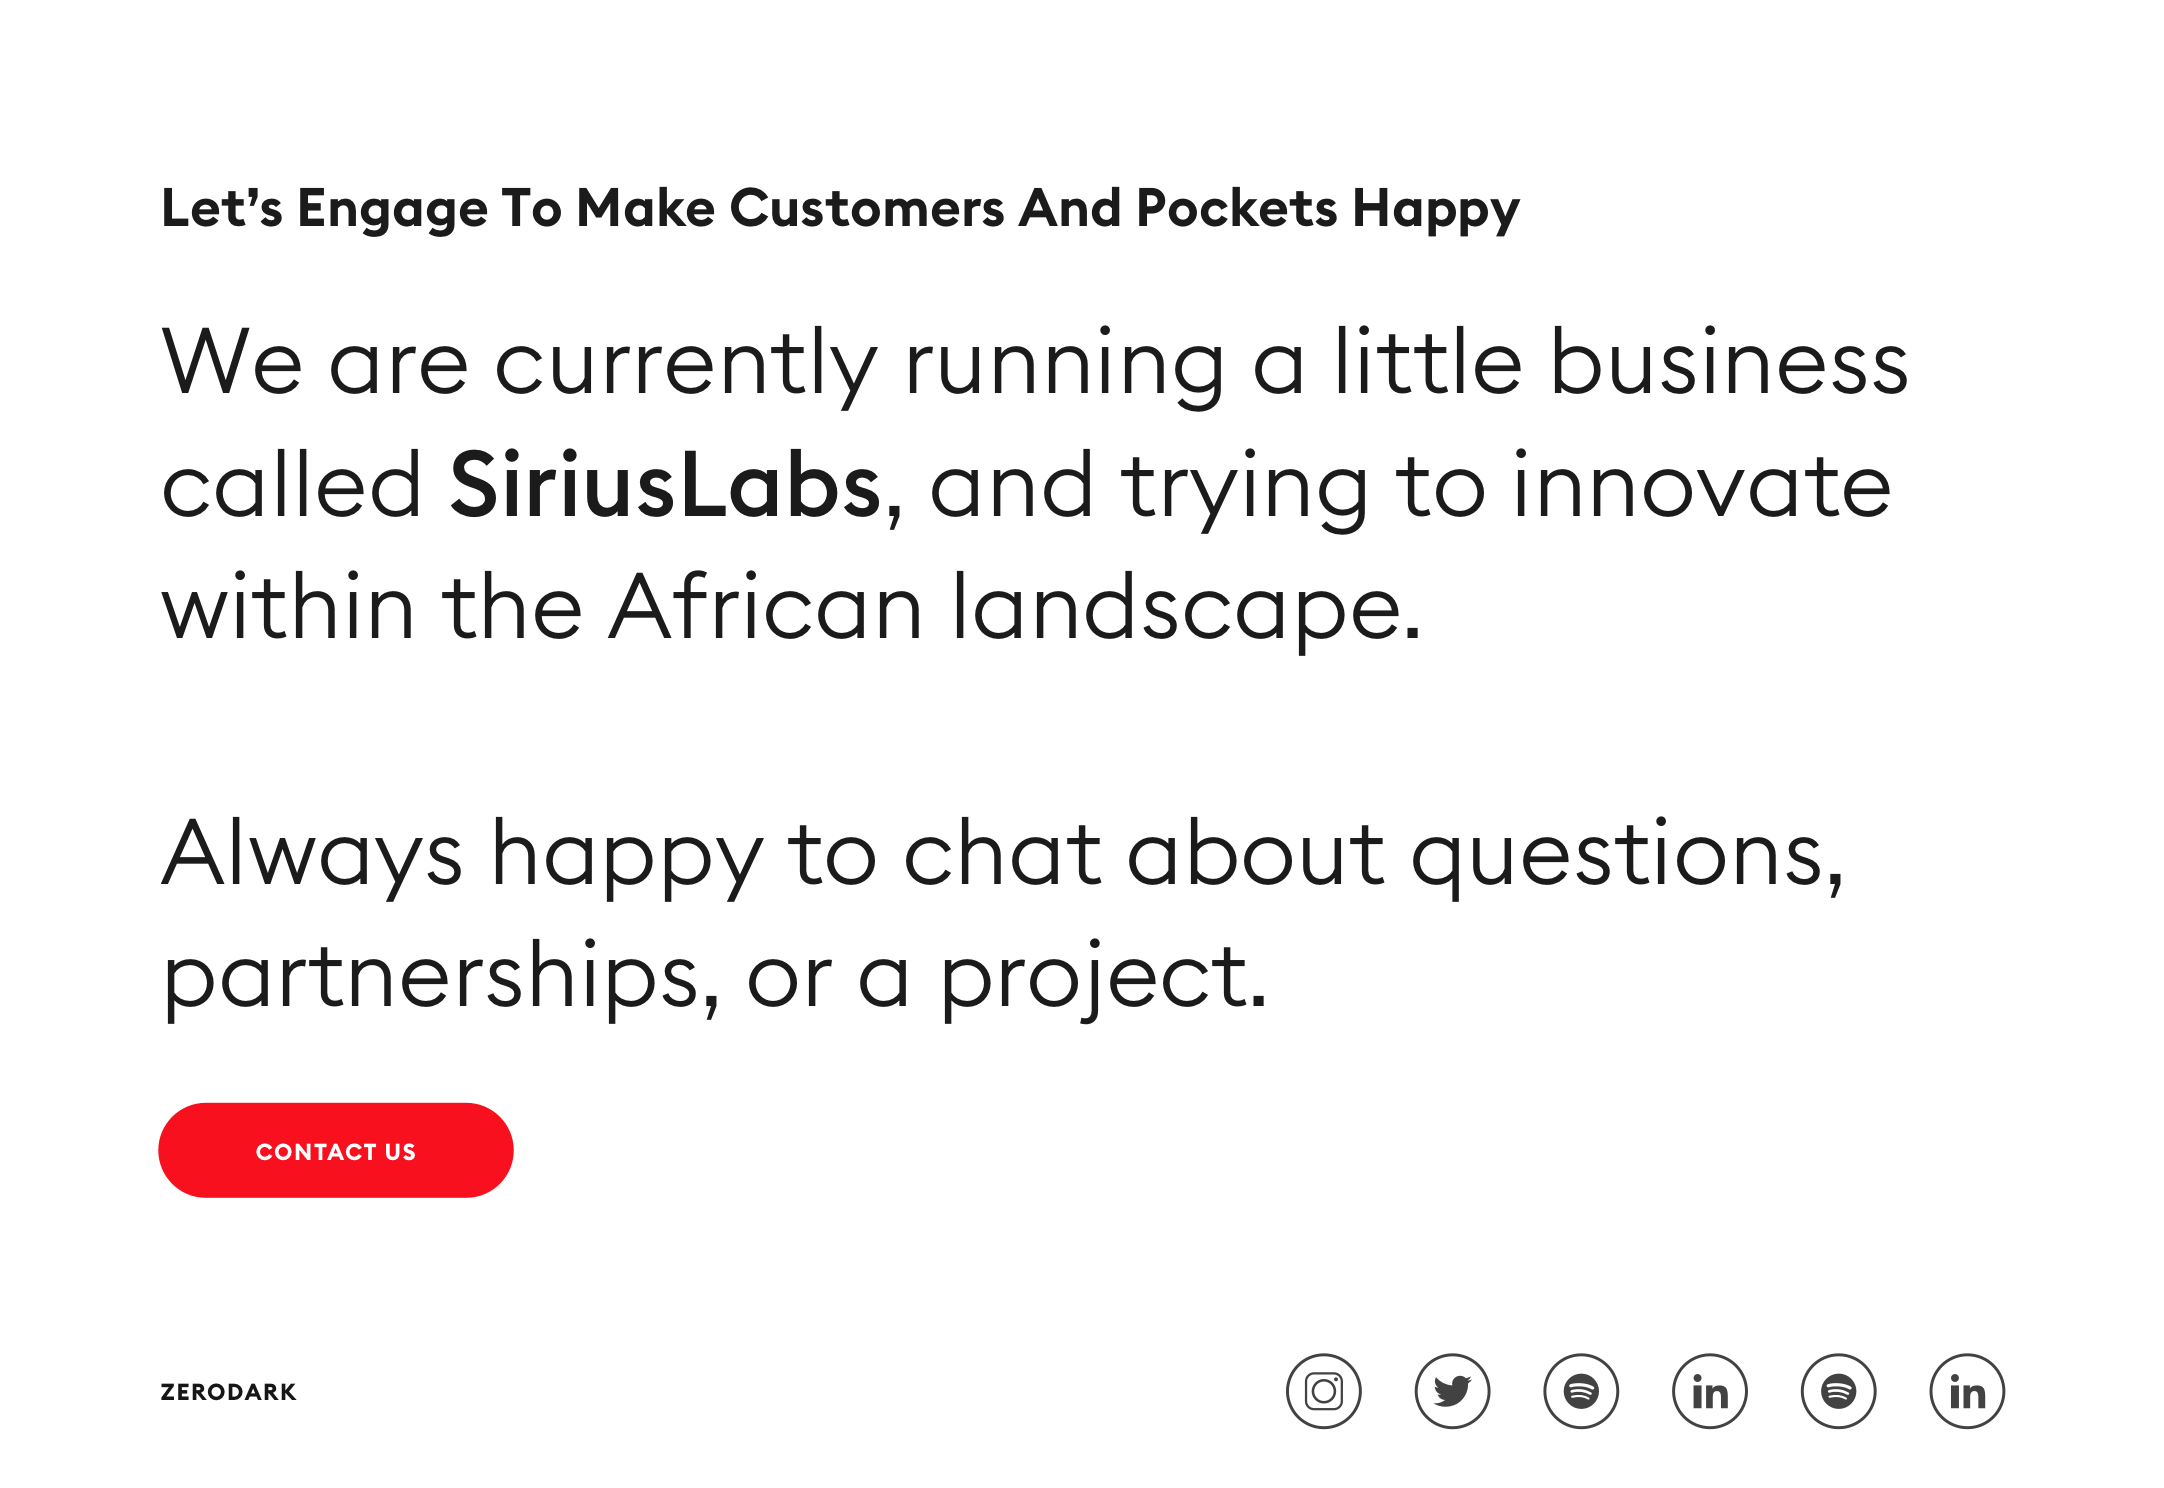 Let’s Engage To Make Customers And Pockets Happy
We are currently running a little business
called SiriusLabs, and trying to innovate
within the African landscape.
Always happy to chat about questions,
partnerships, or a project.
CONTACT US
ZERODARK
in
in